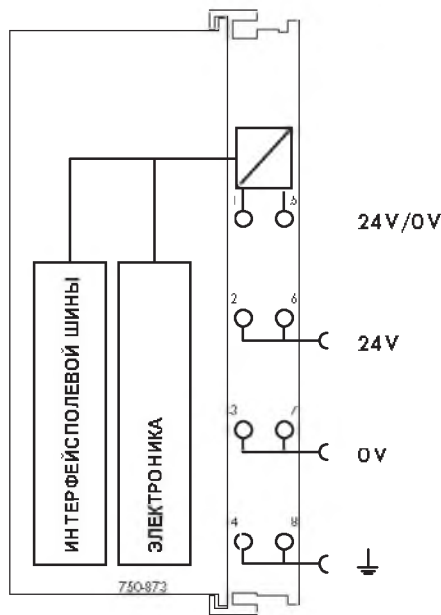 1 5
24V/0V
2 6
24V
3 7
0V
4 8
ИНТЕРФЕЙСПОЛЕВОЙ ШИНЫ
ЭЛЕКТРОНИКА
750-873